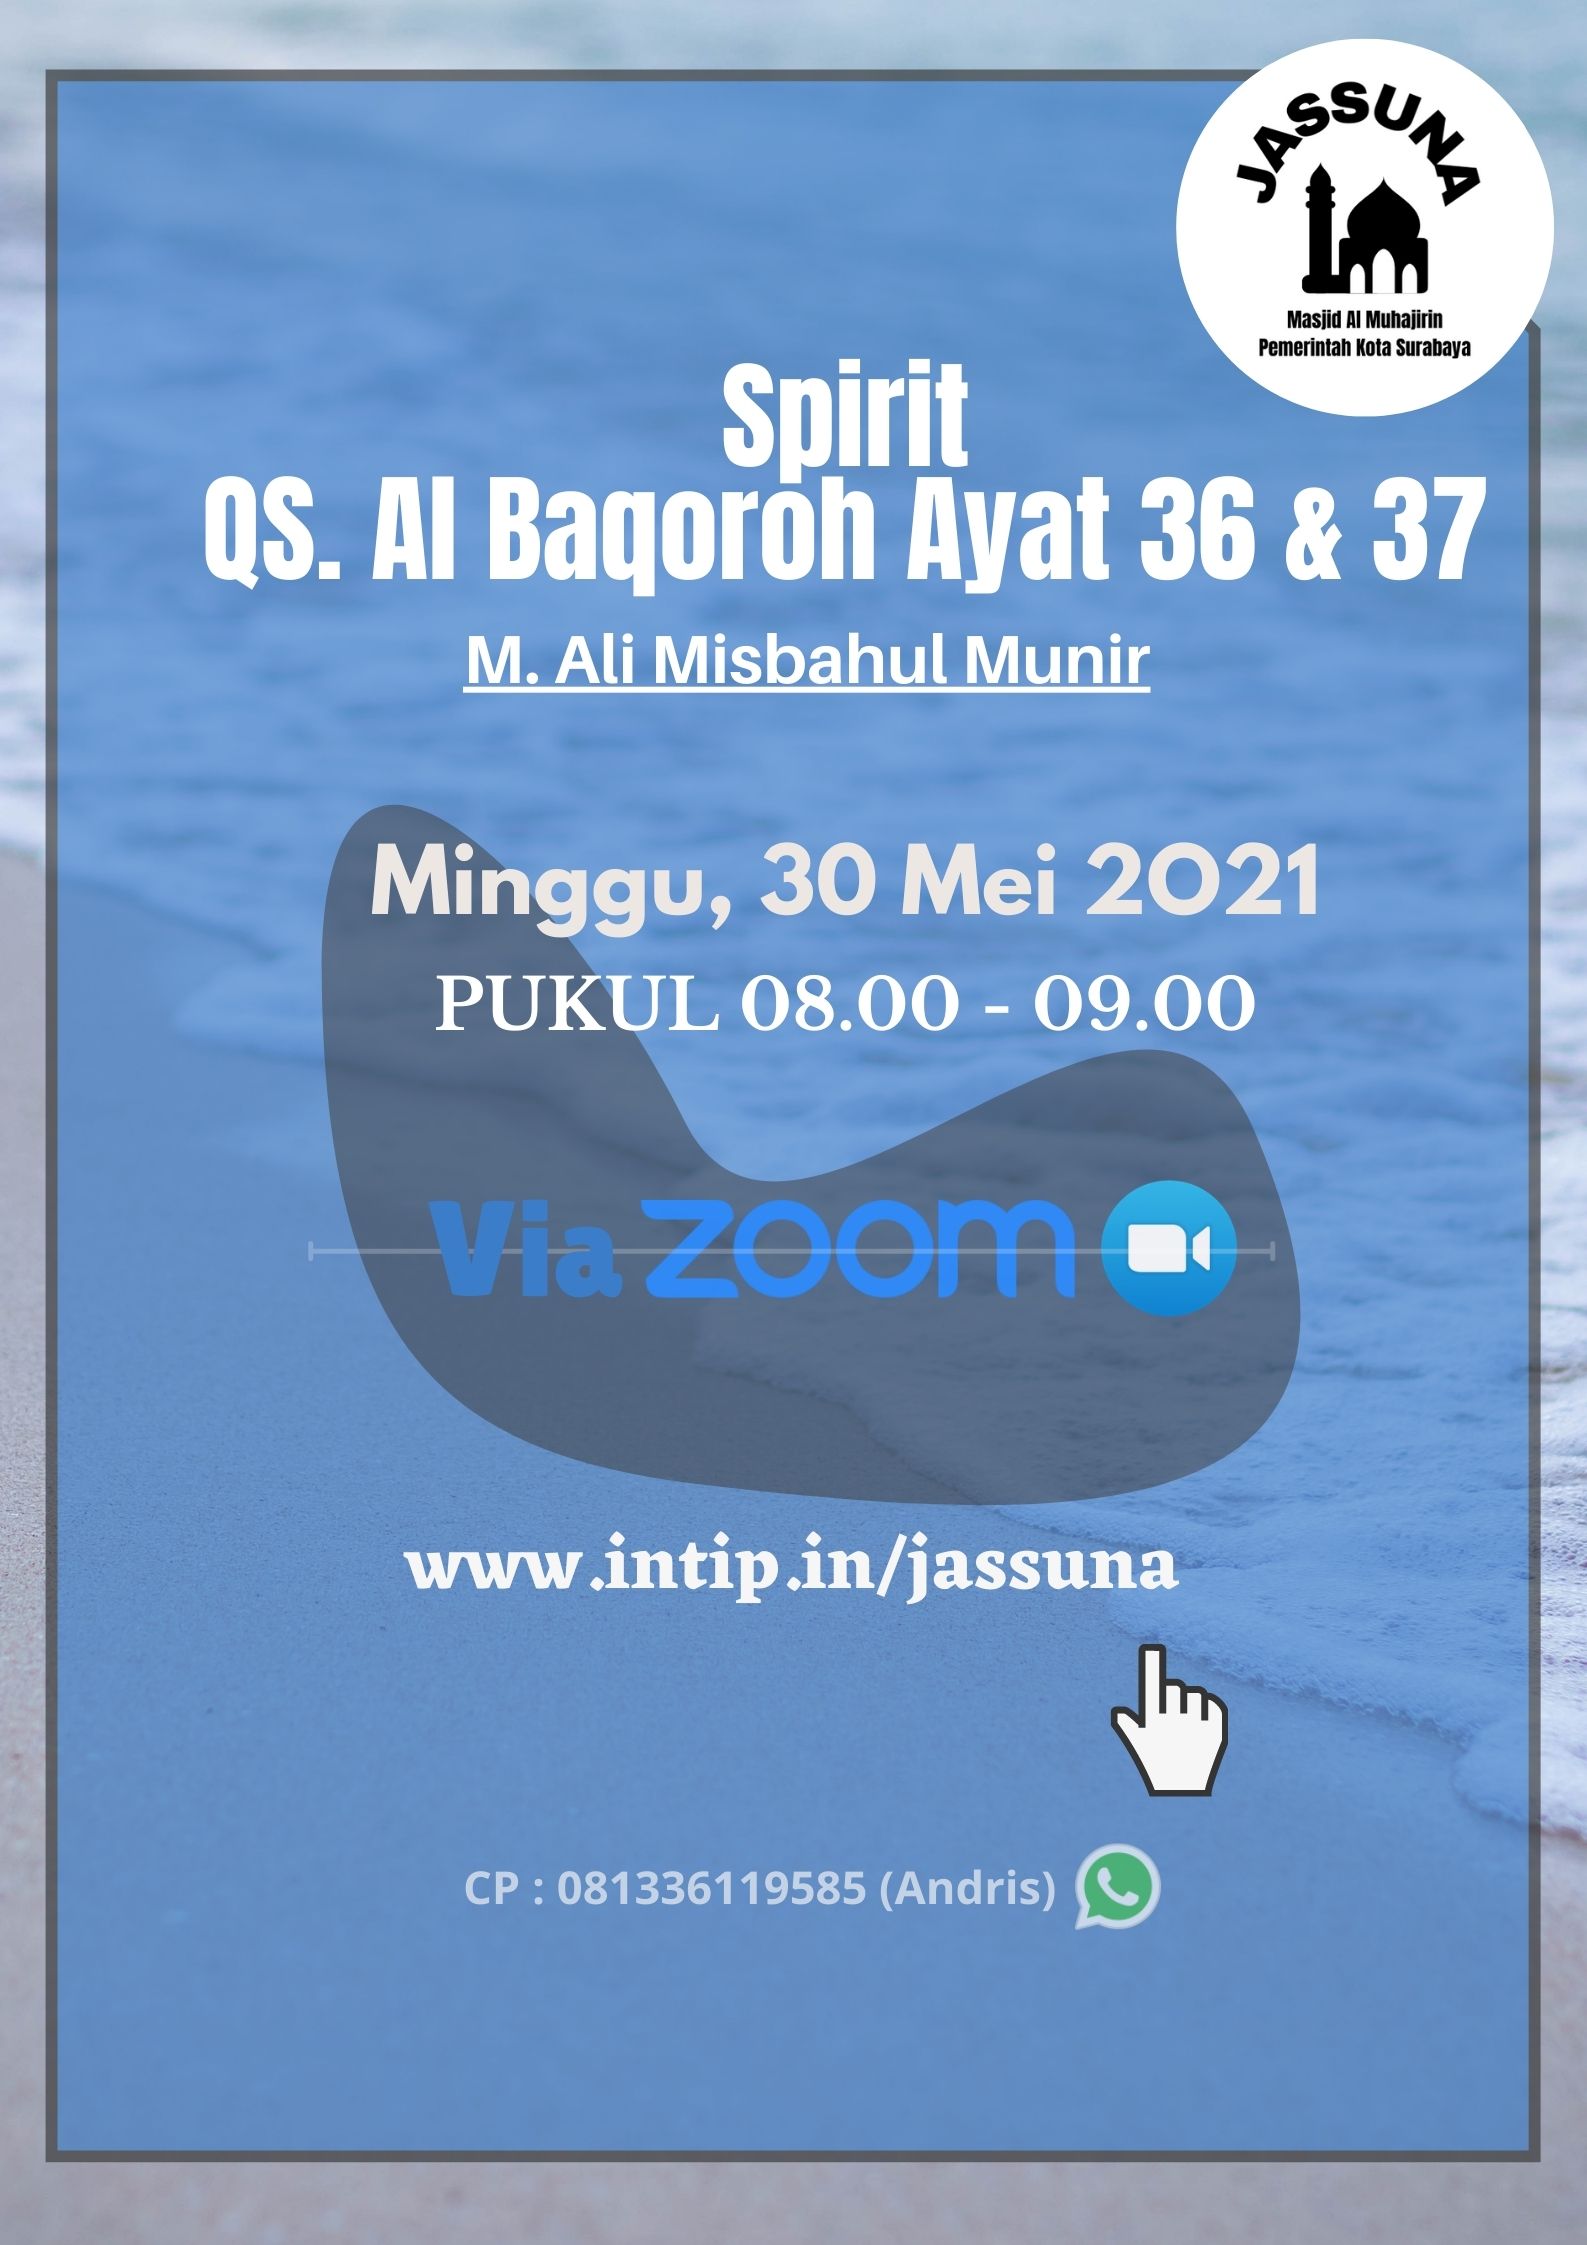 JASSUNA
Masjid Al Muhajirin
Pemerintah Kota Surabaya
Spirit
QS. Al Baqoroh Ayat 36 & 37
M. Ali Misbahul Munir
Minggu, 30 Mei 2021
PUKUL 08.00 - 09.00
Via zoom
www.intip.in/jassuna
CP : 081336119585 (Andris)